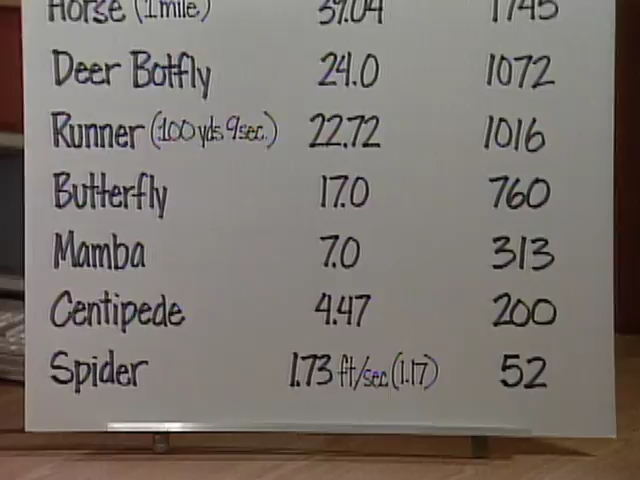 Horse (1 mile) 39.04 1745
Deer Botfly 24.0 1072
Runner (100 yds. 9 sec.) 22.72 1016
Butterfly 17.0 760
Mamba 7.0 313
Centipede 4.47 200
Spider 1.73 ft/sec (1.17) 52